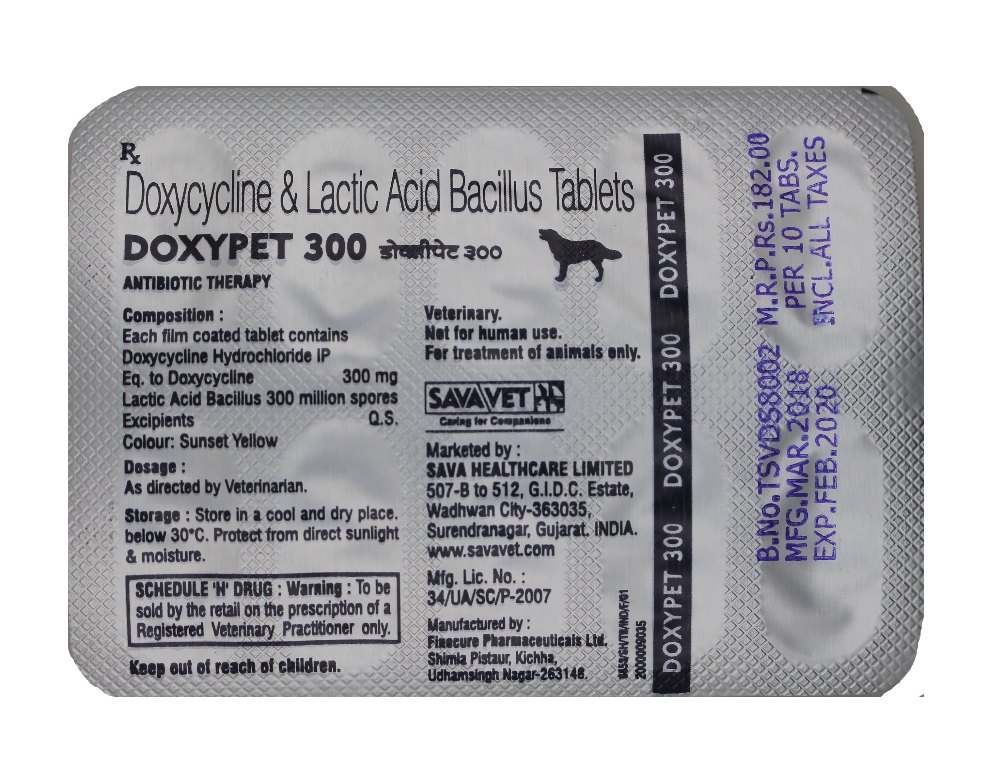 Rx
Doxycycline & Lactic Acid Bacillus Tablets
DOXYPET 300 डोक्सीपेट ३००
ANTIBIOTIC THERAPY
Composition :
Each film coated tablet contains
Doxycycline Hydrochloride IP
Eq. to Doxycycline 300 mg
Lactic Acid Bacillus 300 million spores
Excipients Q.S.
Colour: Sunset Yellow
Dosage :
As directed by Veterinarian.
Storage : Store in a cool and dry place.
below 30°C. Protect from direct sunlight
& moisture.
SCHEDULE 'H' DRUG : Warning : To be
sold by the retail on the prescription of a
Registered Veterinary Practitioner only.
Keep out of reach of children.
Veterinary.
Not for human use.
For treatment of animals only.
SAVAVET
Caring for Companions
Marketed by :
SAVA HEALTHCARE LIMITED
507-B to 512, G.I.D.C. Estate,
Wadhwan City-363035,
Surendranagar, Gujarat. INDIA.
www.savavet.com
Mfg. Lic. No. :
34/UA/SC/P-2007
Manufactured by :
Finecure Pharmaceuticals Ltd.
Shimla Pistaur, Kichha,
Udhamsingh Nagar-263148.
2000009035
DOXYPET 300 DOXYPET 300 DOXYPET 300
B.No.TSVDS8002 M.R.P.Rs.182.00
MFG.MAR.2018 PER 10 TABS.
EXP.FEB.2020 INCL.ALL TAXES